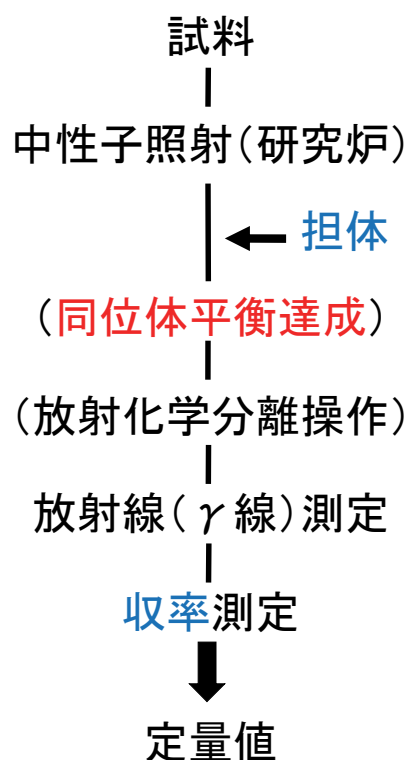 試料
中性子照射(研究炉)
担体
(同位体平衡達成)
(放射化学分離操作)
放射線(γ線)測定
収率測定
定量値